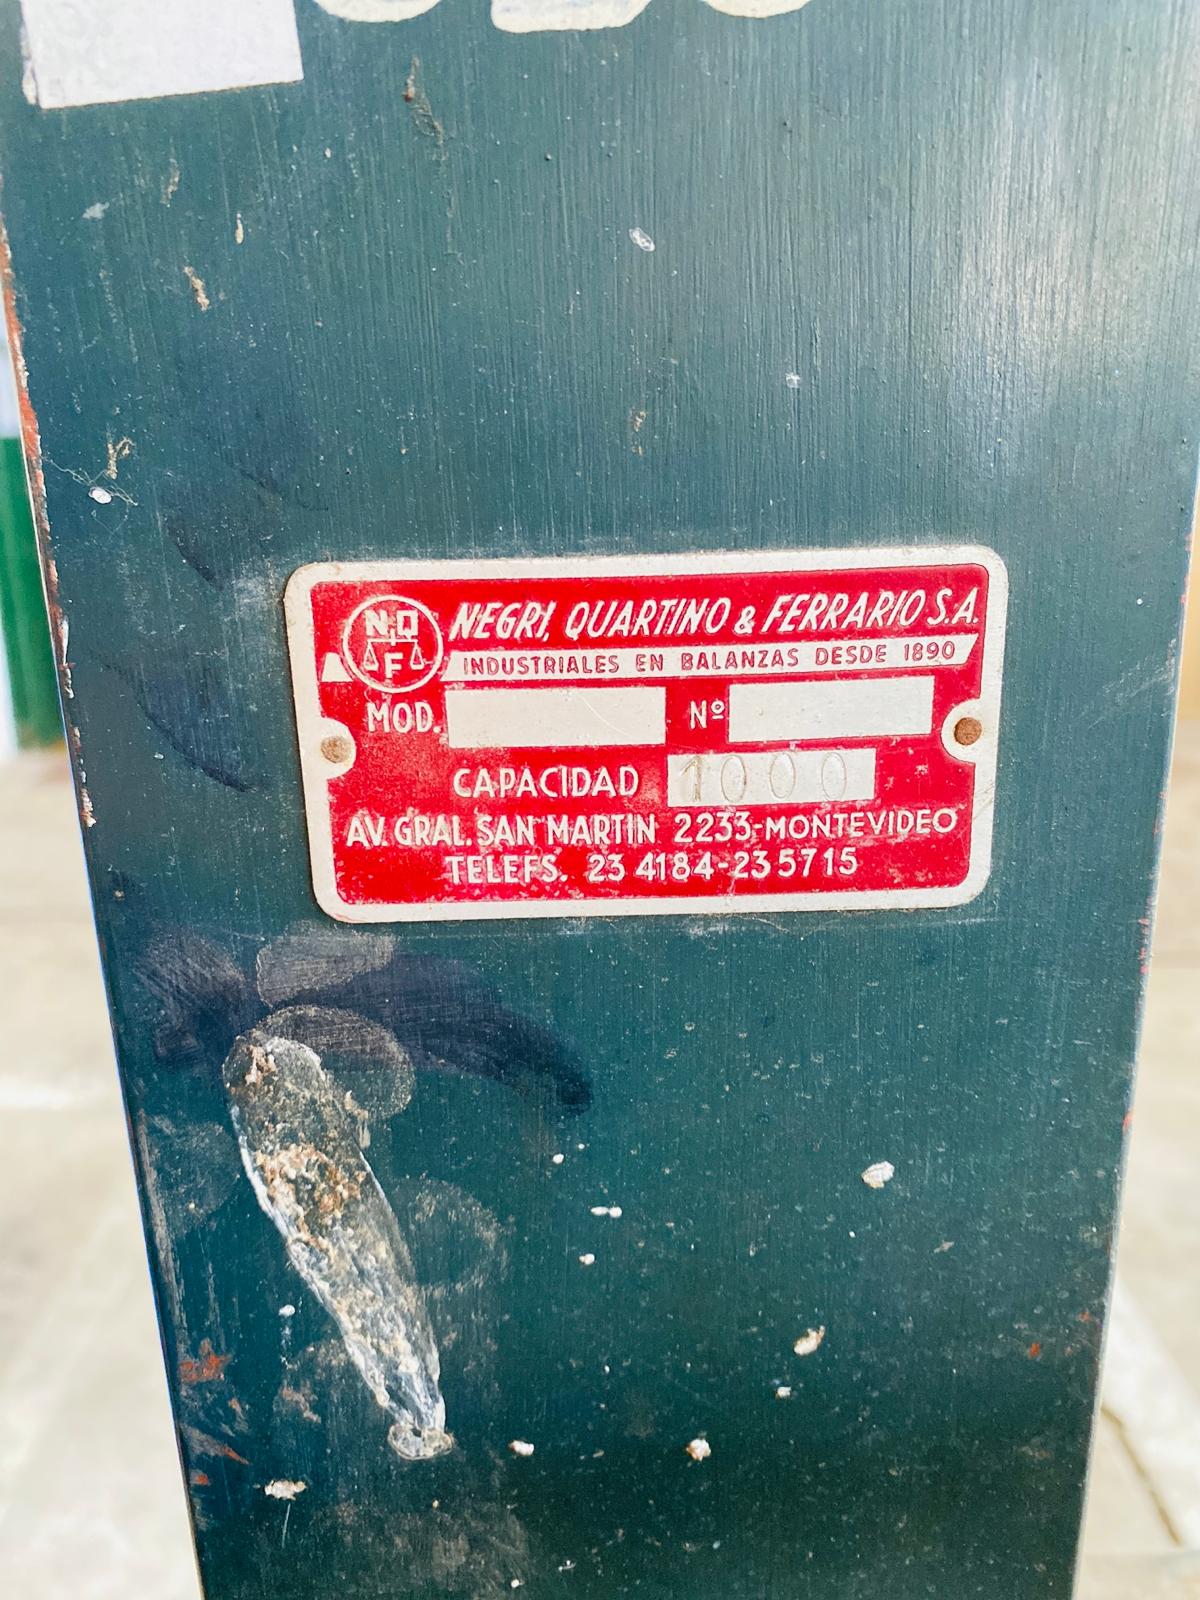 NEGRI, QUARTINO & FERRARIO S.A.
N Q
F
INDUSTRIALES EN BALANZAS DESDE 1890
MOD. Nº
CAPACIDAD 1000
AV. GRAL. SAN MARTIN 2233-MONTEVIDEO
TELEFS. 23 4184-23 5715